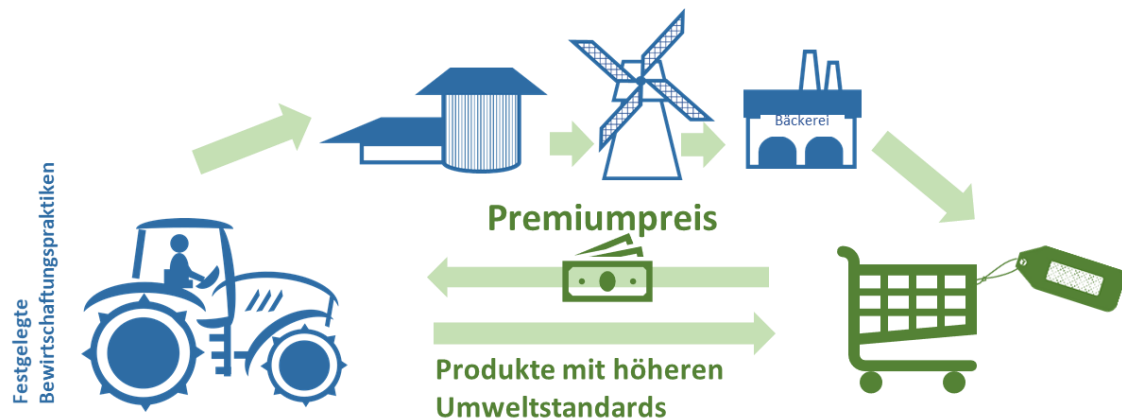 Bäckerei
Festgelegte
Bewirtschaftungspraktiken
Premiumpreis
Produkte mit höheren
Umweltstandards